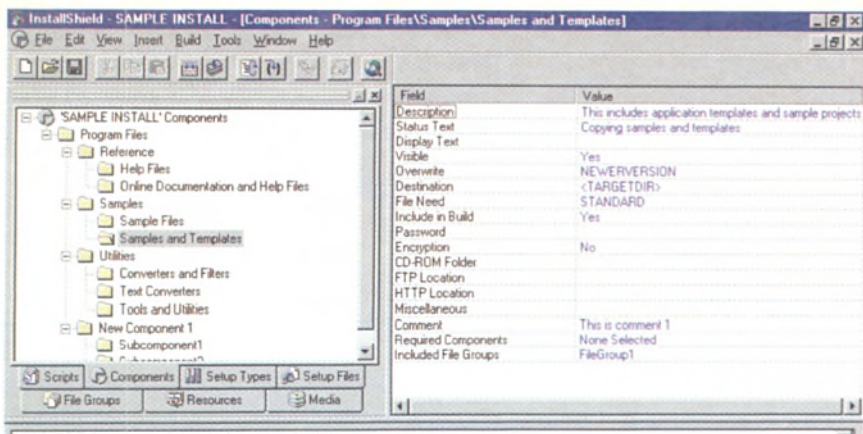 InstallShield - SAMPLE INSTALL - [Components - Program Files\Samples\Samples and Templates]
File Edit View Insert Build Tools Window Help
'SAMPLE INSTALL' Components
Program Files
Reference
Help Files
Online Documentation and Help Files
Samples
Sample Files
Samples and Templates
Utilities
Converters and Filters
Text Converters
Tools and Utilities
New Component 1
Subcomponent1
Scripts Components Setup Types Setup Files
File Groups Resources Media
Field Value
Description This includes application templates and sample projects
Status Text Copying samples and templates
Display Text
Visible Yes
Overwrite NEWERVERSION
Destination <TARGETDIR>
File Need STANDARD
Include in Build Yes
Password
Encryption No
CD-ROM Folder
FTP Location
HTTP Location
Miscellaneous
Comment This is comment 1
Required Components None Selected
Included File Groups FileGroup1